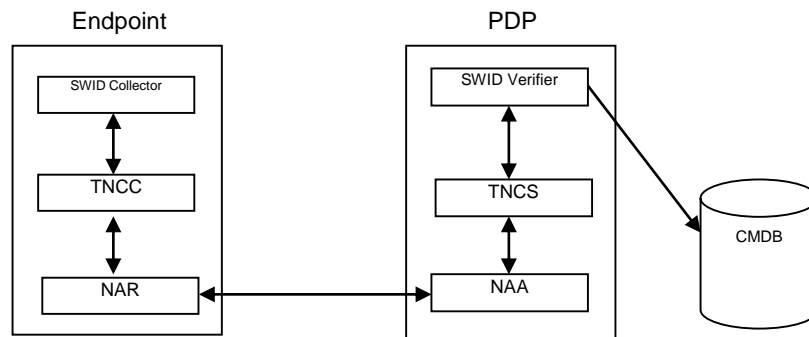 Endpoint
PDP
SWID Collector
SWID Verifier
TNCC
TNCS
CMDB
NAR
NAA